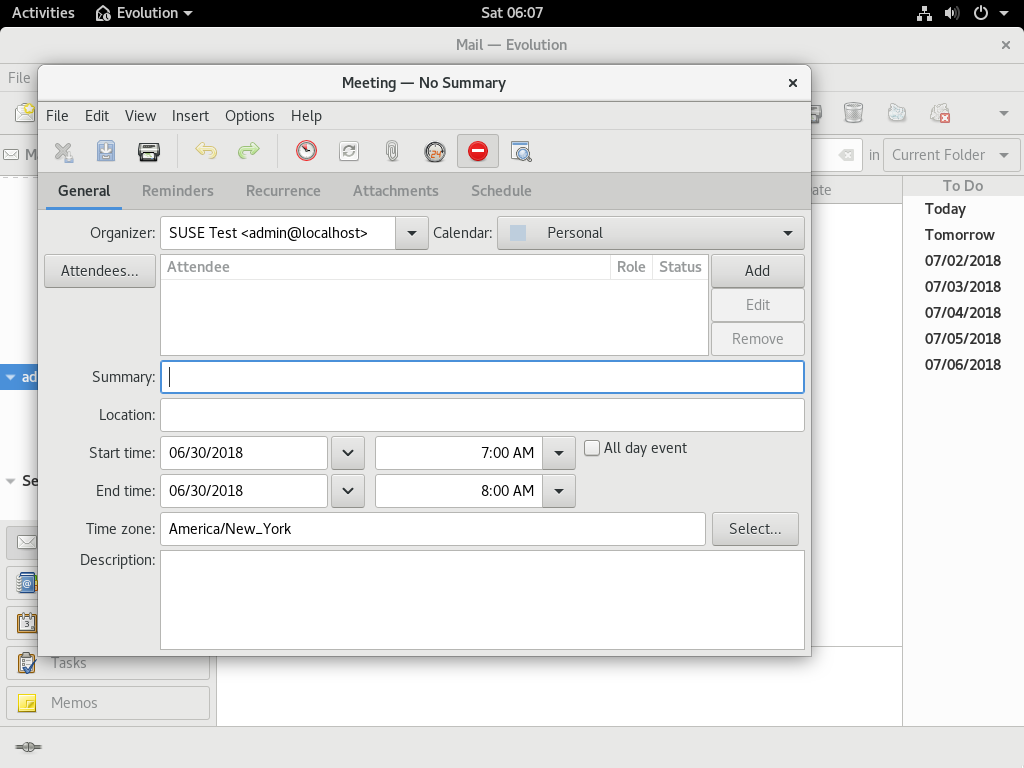 Activities Evolution Sat 06:07
Mail — Evolution
File
Meeting — No Summary
File Edit View Insert Options Help
in Current Folder
General Reminders Recurrence Attachments Schedule
To Do
Organizer: SUSE Test <admin@localhost> Calendar: Personal
Today
Tomorrow
07/02/2018
07/03/2018
07/04/2018
07/05/2018
07/06/2018
Attendees... Attendee Role Status Add
Edit
Remove
Summary:
Location:
Start time: 06/30/2018 7:00 AM All day event
End time: 06/30/2018 8:00 AM
Time zone: America/New_York Select...
Description:
Tasks
Memos